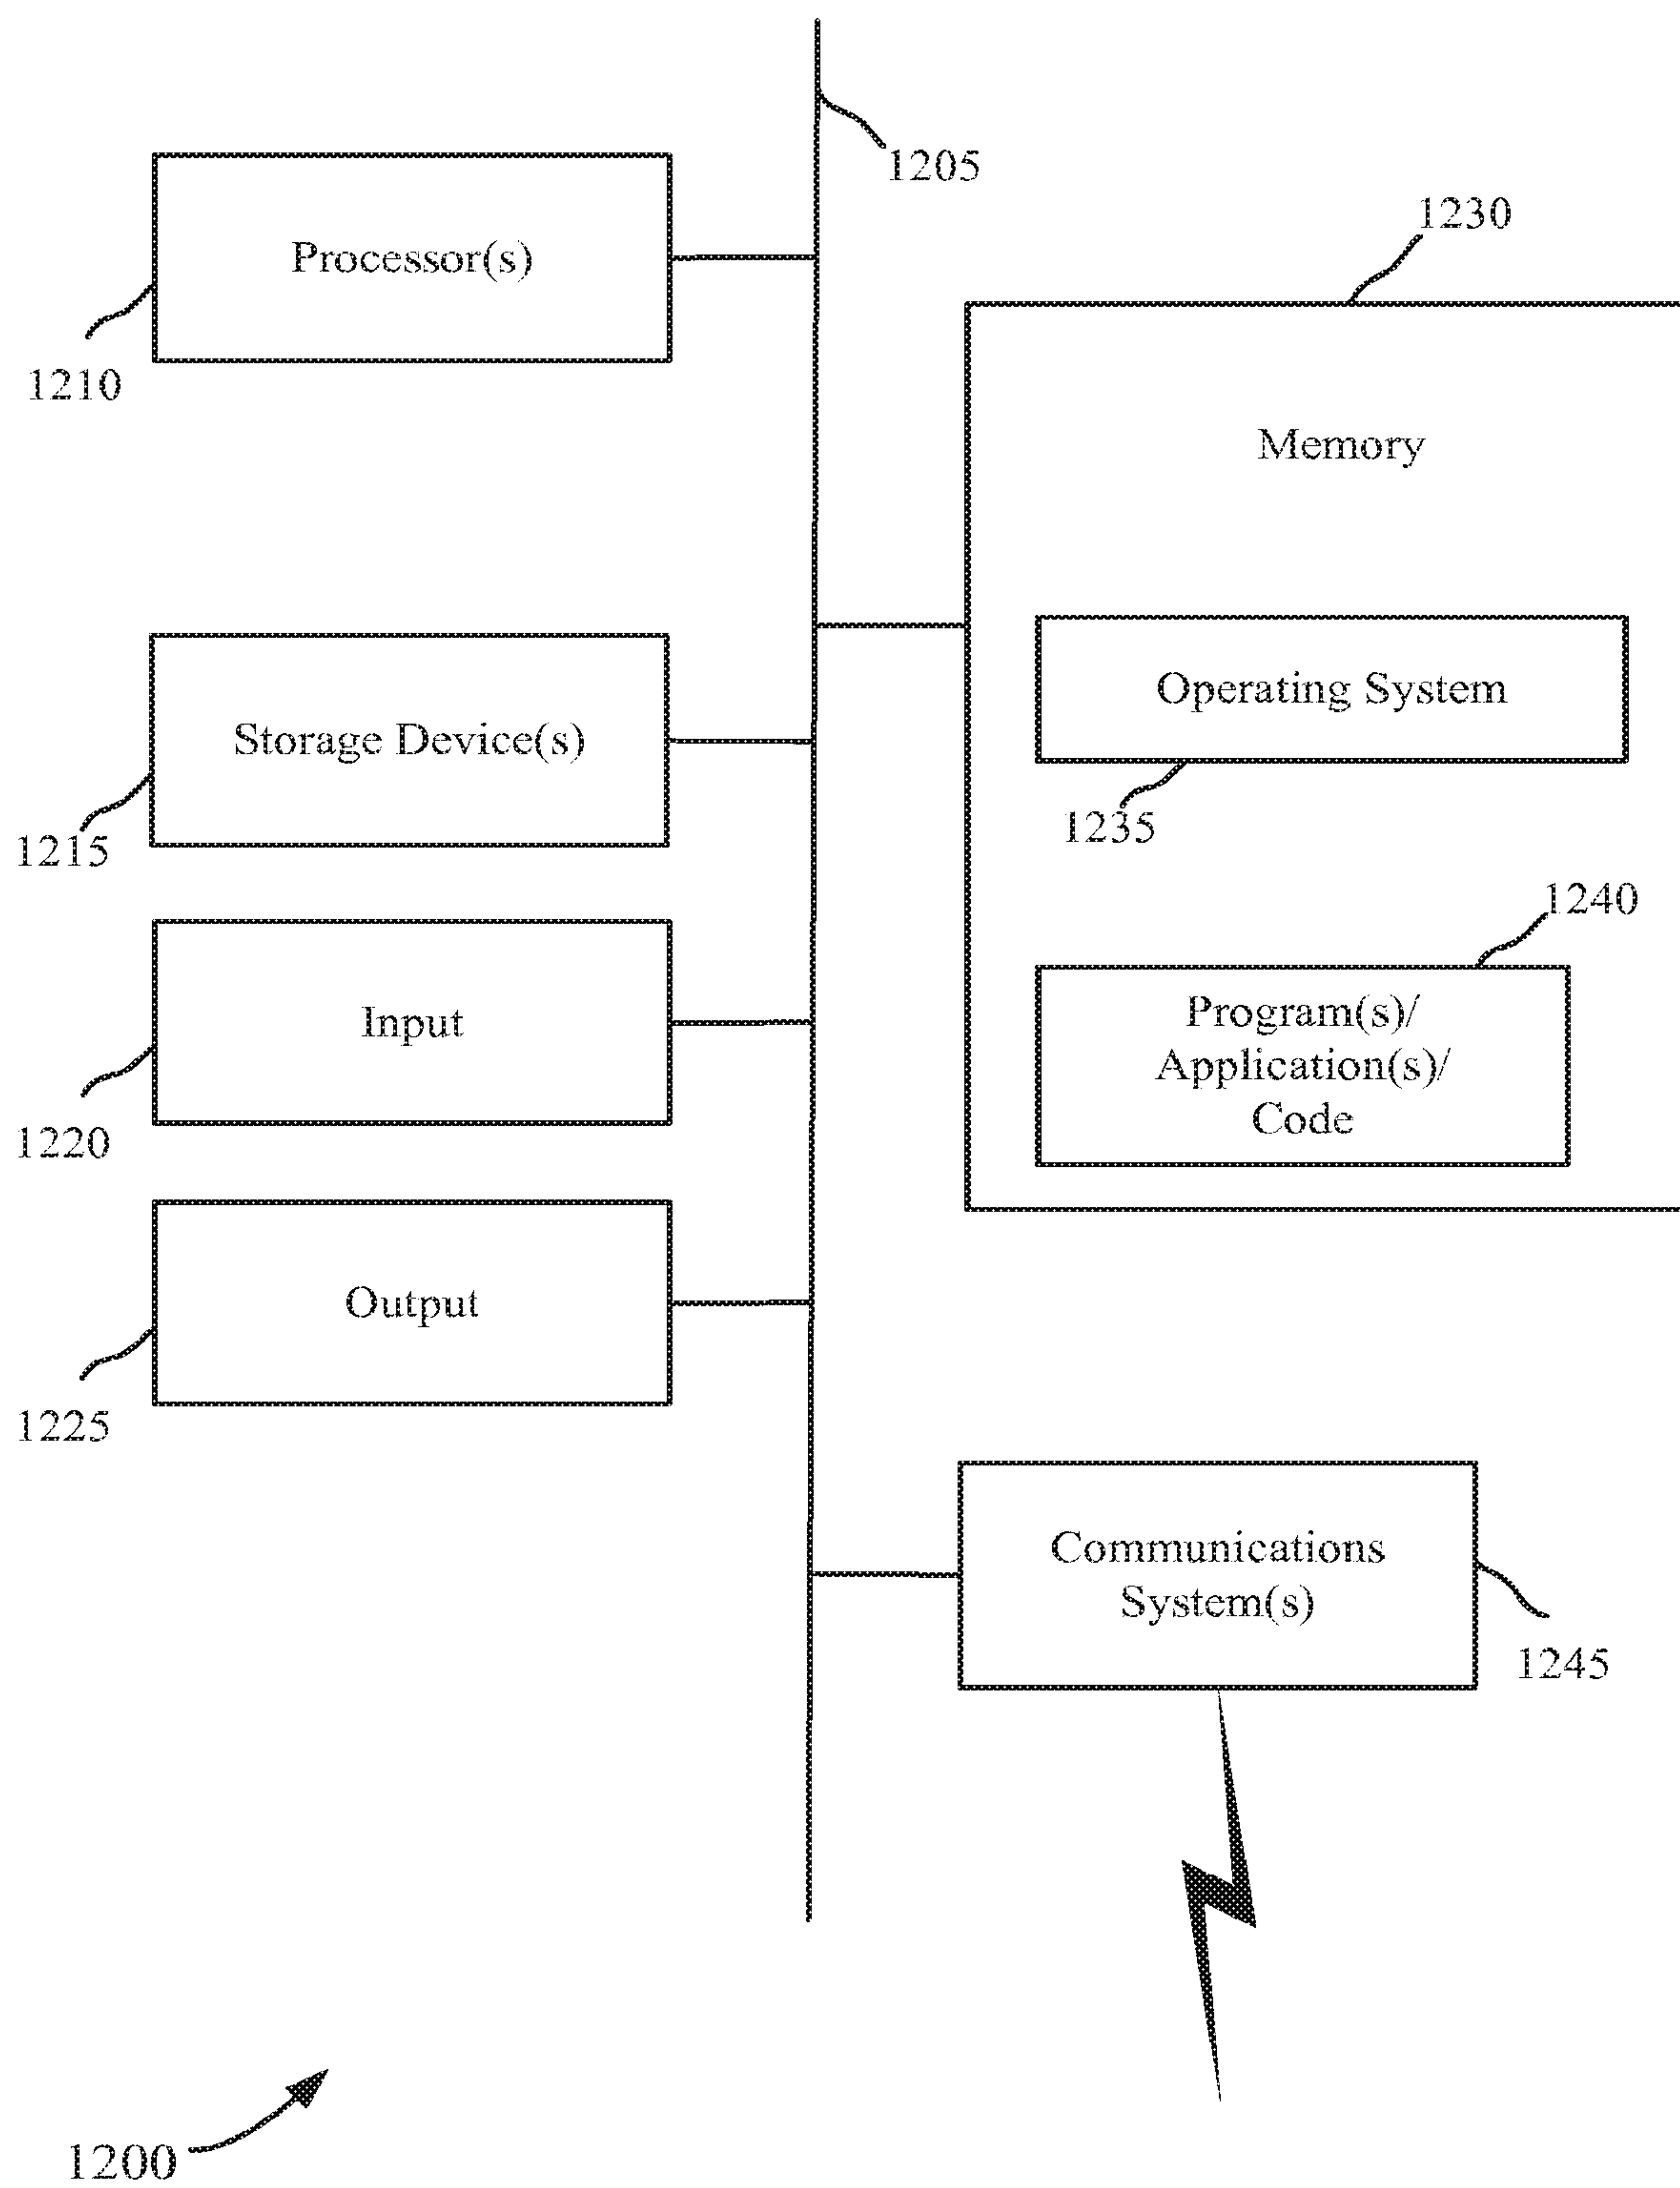 1205
Processor(s)
1210
1230
Memory
Storage Device(s)
1215
Operating System
1235
Input
1220
1240
Program(s)/
Application(s)/
Code
Output
1225
Communications
System(s)
1245
1200